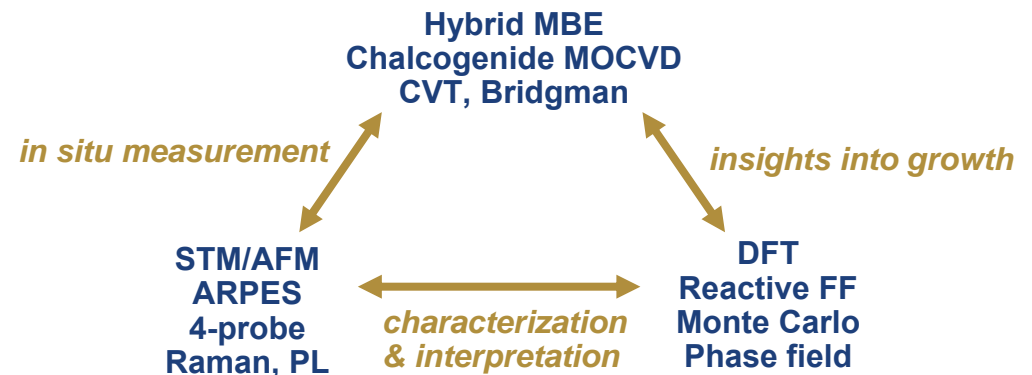 Hybrid MBE
Chalcogenide MOCVD
CVT, Bridgman
in situ measurement
insights into growth
STM/AFM
ARPES
4-probe
Raman, PL
characterization
& interpretation
DFT
Reactive FF
Monte Carlo
Phase field